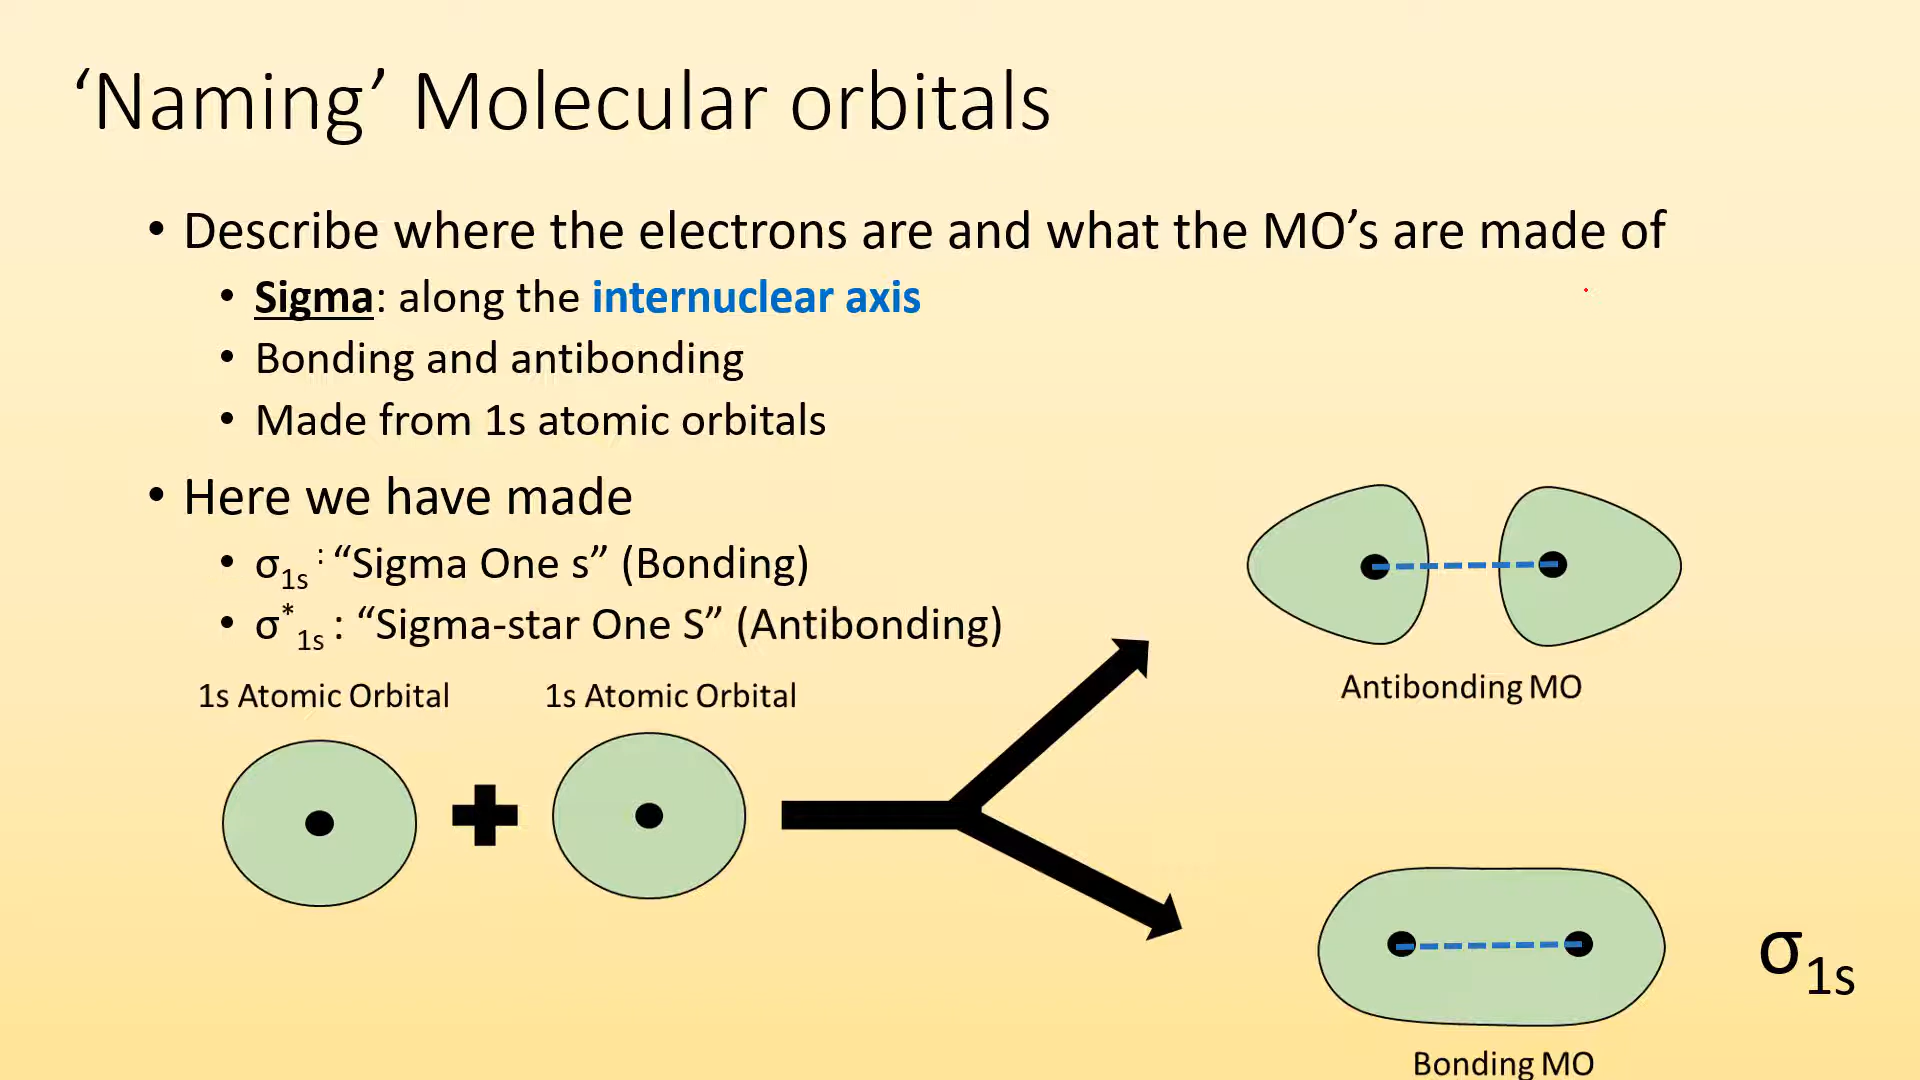 ‘Naming’ Molecular orbitals
• Describe where the electrons are and what the MO’s are made of
• Sigma: along the internuclear axis
• Bonding and antibonding
• Made from 1s atomic orbitals
• Here we have made
• σ1s : “Sigma One s” (Bonding)
• σ*1s : “Sigma-star One S” (Antibonding)
1s Atomic Orbital
1s Atomic Orbital
Antibonding MO
σ1s
Bonding MO